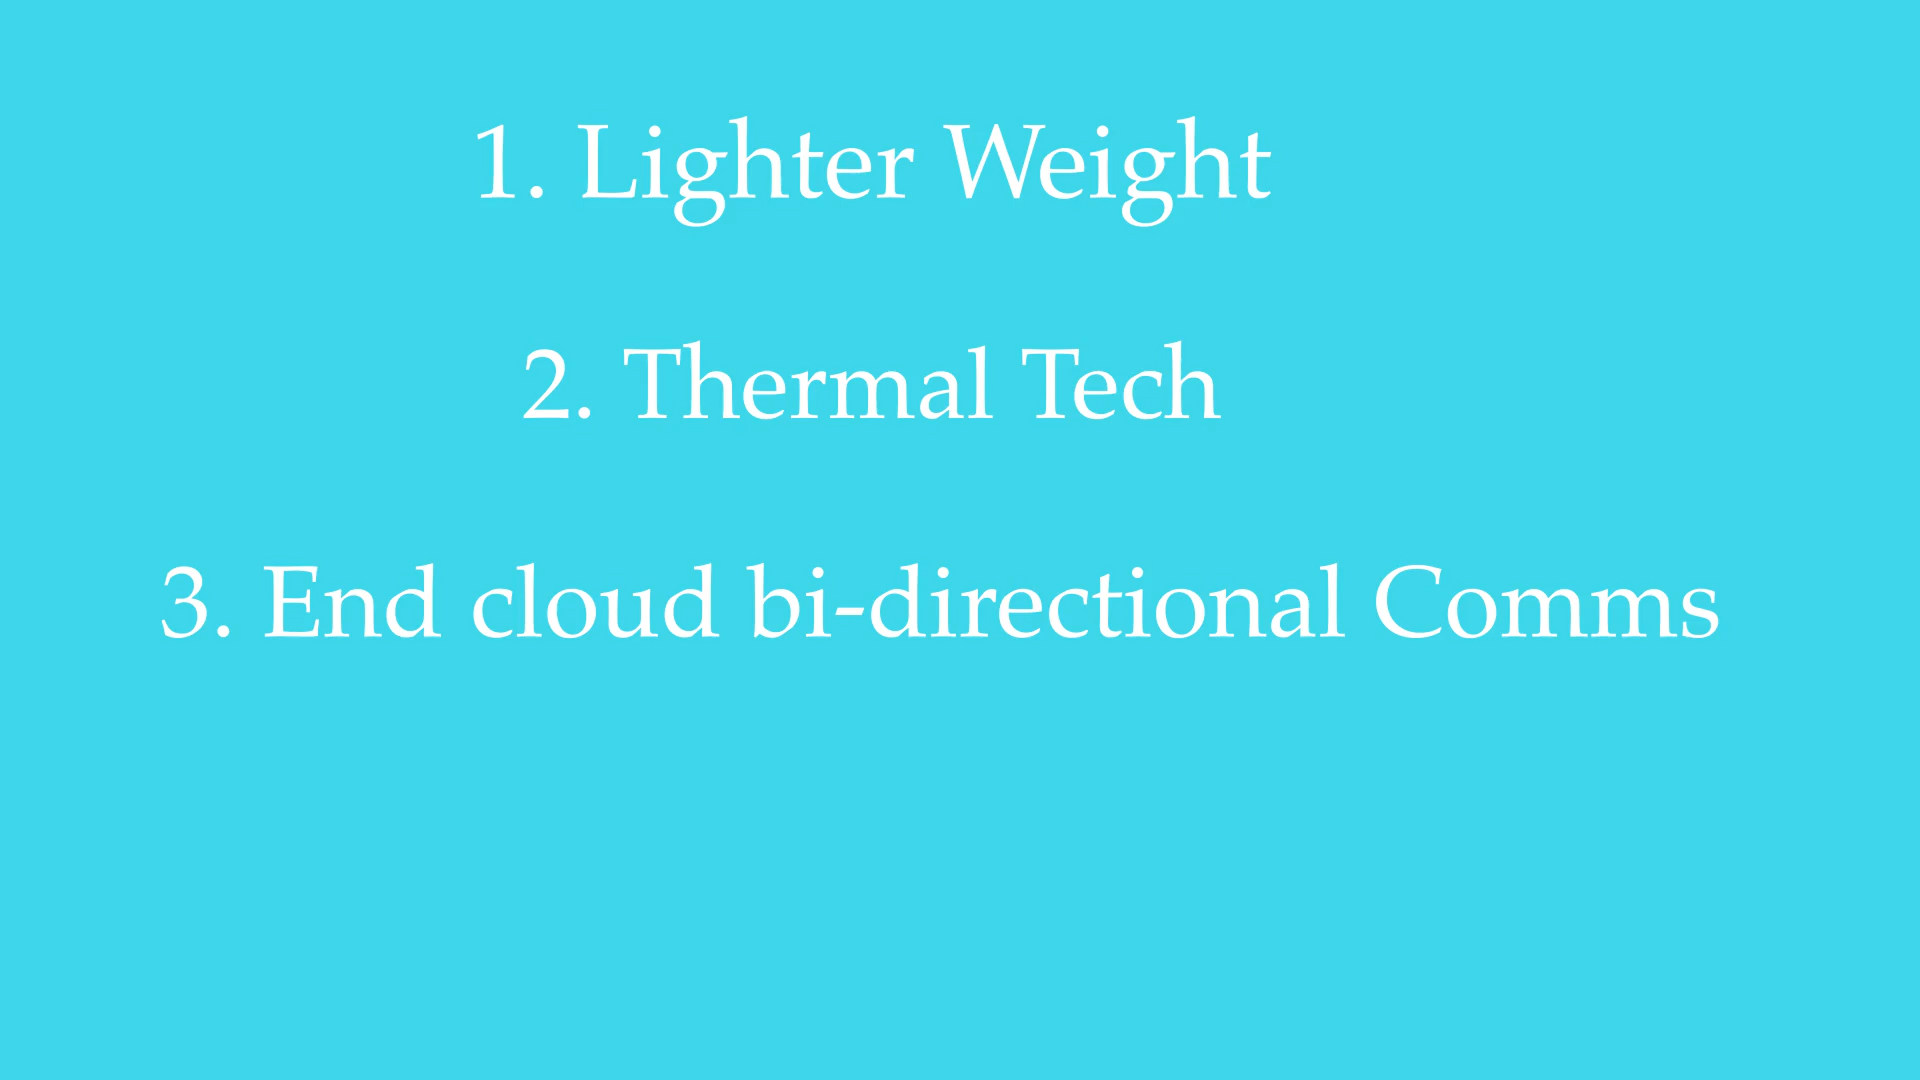 1. Lighter Weight
2. Thermal Tech
3. End cloud bi-directional Comms